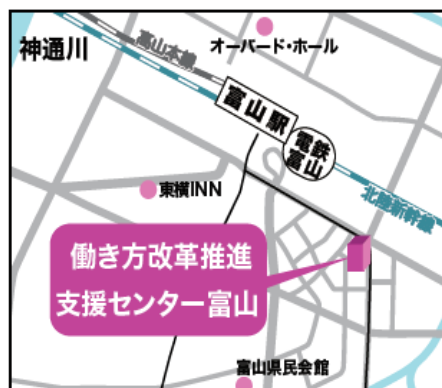 オーバード・ホール
神通川
高山本線
富山駅
電鉄
富山
東横INN
北陸新幹線
働き方改革推進
支援センター富山
富山県民会館